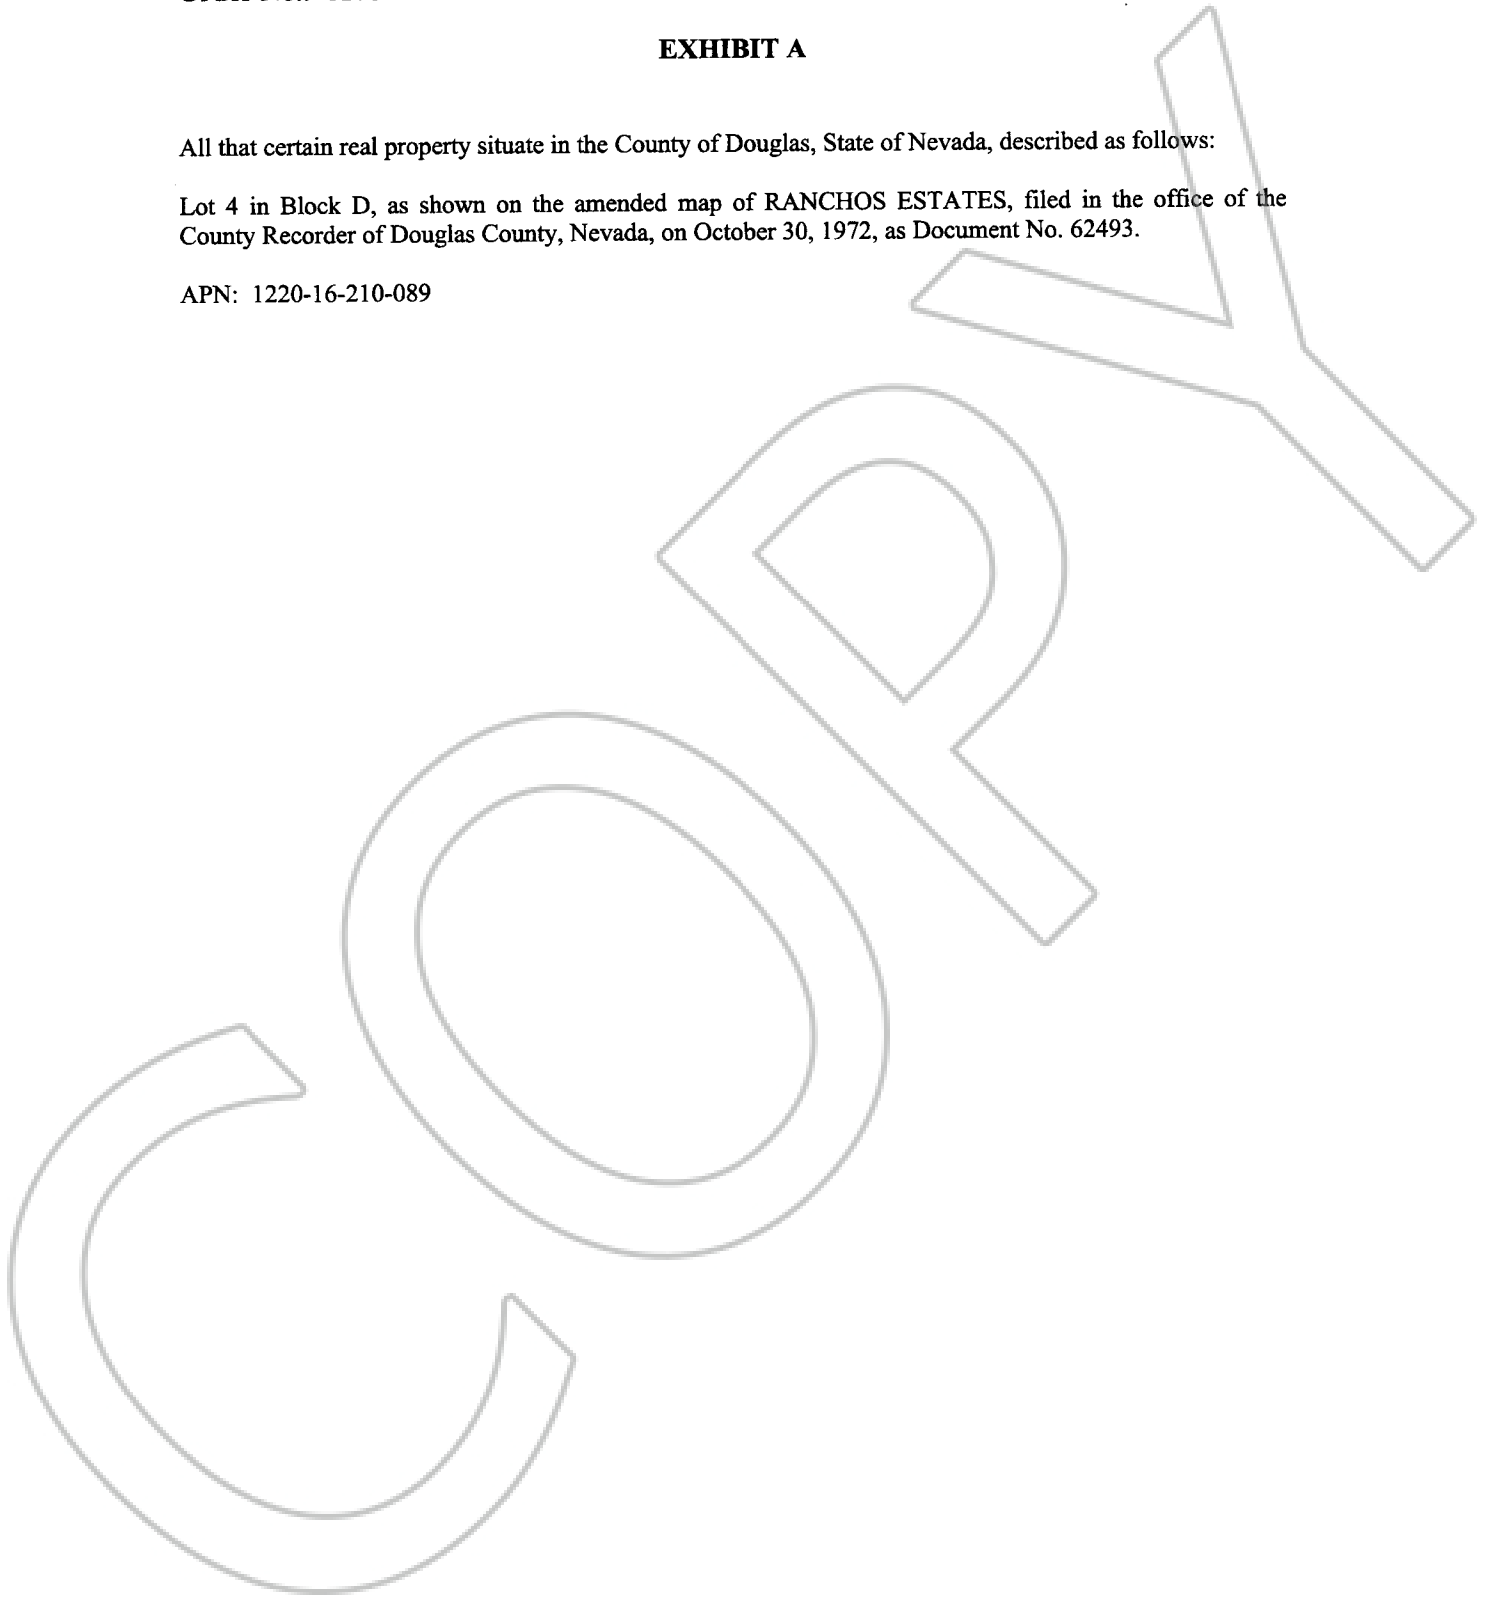 EXHIBIT A
All that certain real property situate in the County of Douglas, State of Nevada, described as follows:
Lot 4 in Block D, as shown on the amended map of RANCHOS ESTATES, filed in the office of the
County Recorder of Douglas County, Nevada, on October 30, 1972, as Document No. 62493.
APN: 1220-16-210-089
COPY